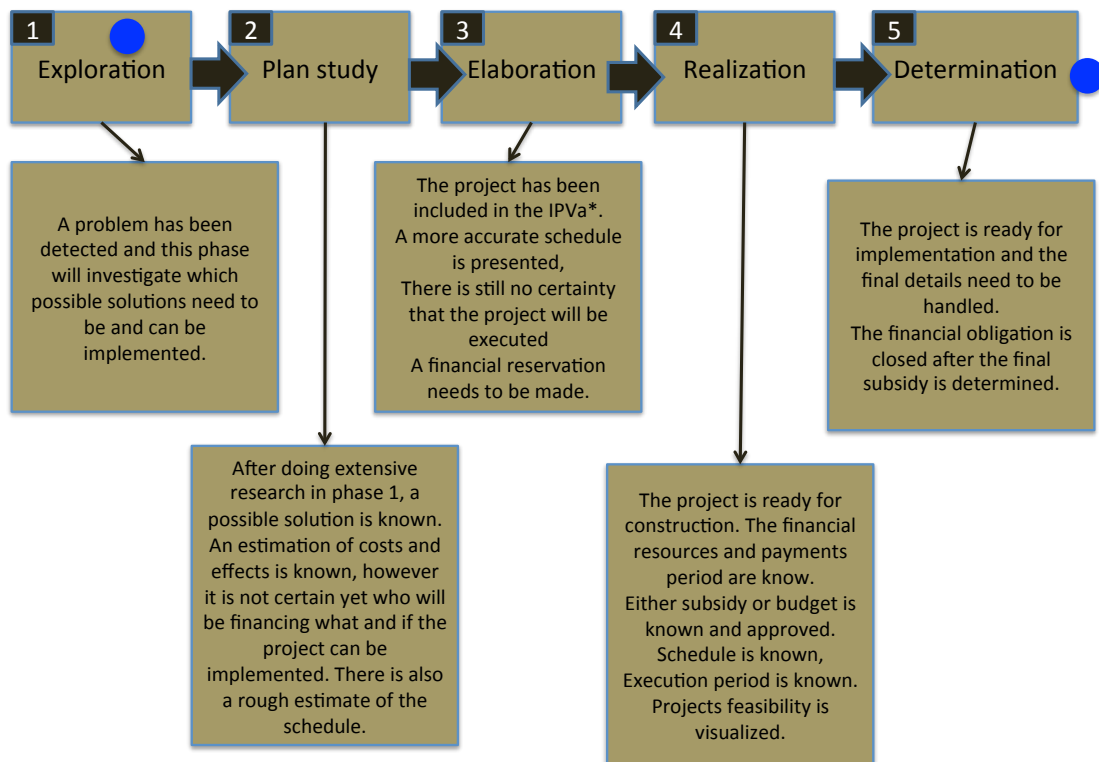 1
Exploration
2
Plan study
3
Elaboration
4
Realization
5
Determination
A problem has been
detected and this phase
will investigate which
possible solutions need to
be and can be
implemented.
The project has been
included in the IPVa*.
A more accurate schedule
is presented,
There is still no certainty
that the project will be
executed
A financial reservation
needs to be made.
The project is ready for
implementation and the
final details need to be
handled.
The financial obligation is
closed after the final
subsidy is determined.
After doing extensive
research in phase 1, a
possible solution is known.
An estimation of costs and
effects is known, however
it is not certain yet who will
be financing what and if the
project can be
implemented. There is also
a rough estimate of the
schedule.
The project is ready for
construction. The financial
resources and payments
period are know.
Either subsidy or budget is
known and approved.
Schedule is known,
Execution period is known.
Projects feasibility is
visualized.